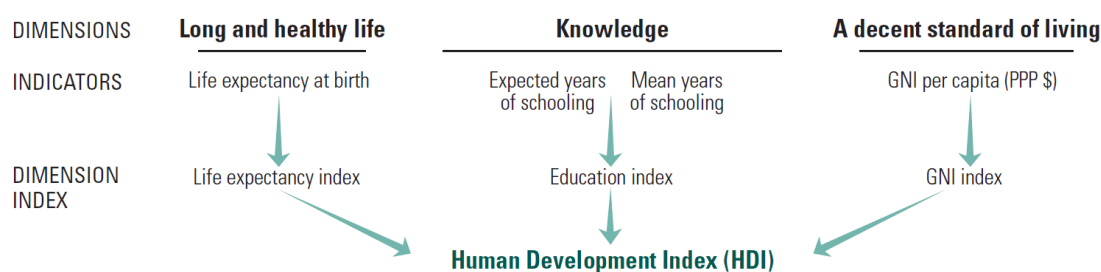 DIMENSIONS Long and healthy life Knowledge A decent standard of living
INDICATORS Life expectancy at birth Expected years of schooling Mean years of schooling GNI per capita (PPP $)
DIMENSION INDEX Life expectancy index Education index GNI index
Human Development Index (HDI)